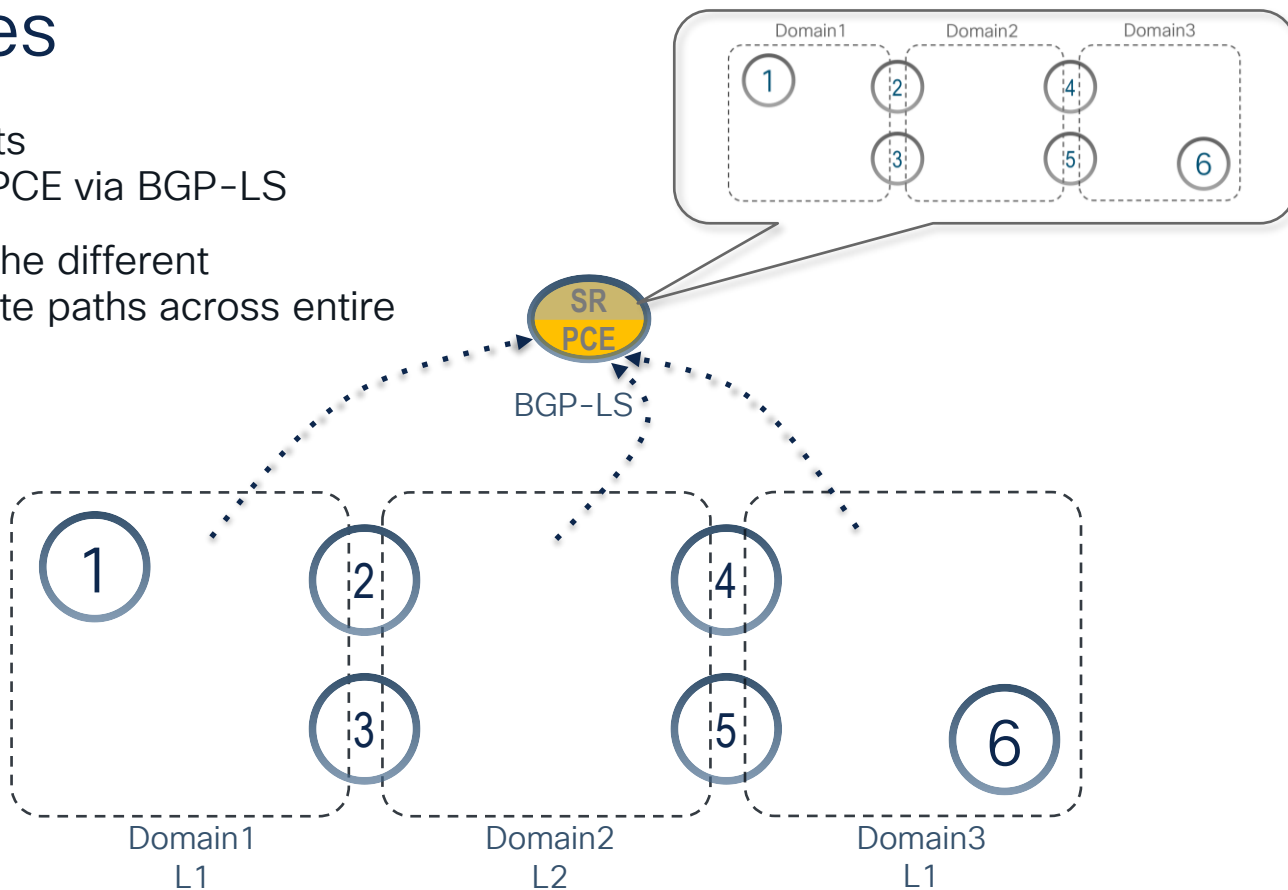 es
Domain1
Domain2
Domain3
1
2
4
3
5
6
ts
PCE via BGP-LS
he different
te paths across entire
SR
PCE
BGP-LS
1
2
4
3
5
6
Domain1
Domain2
Domain3
L1
L2
L1